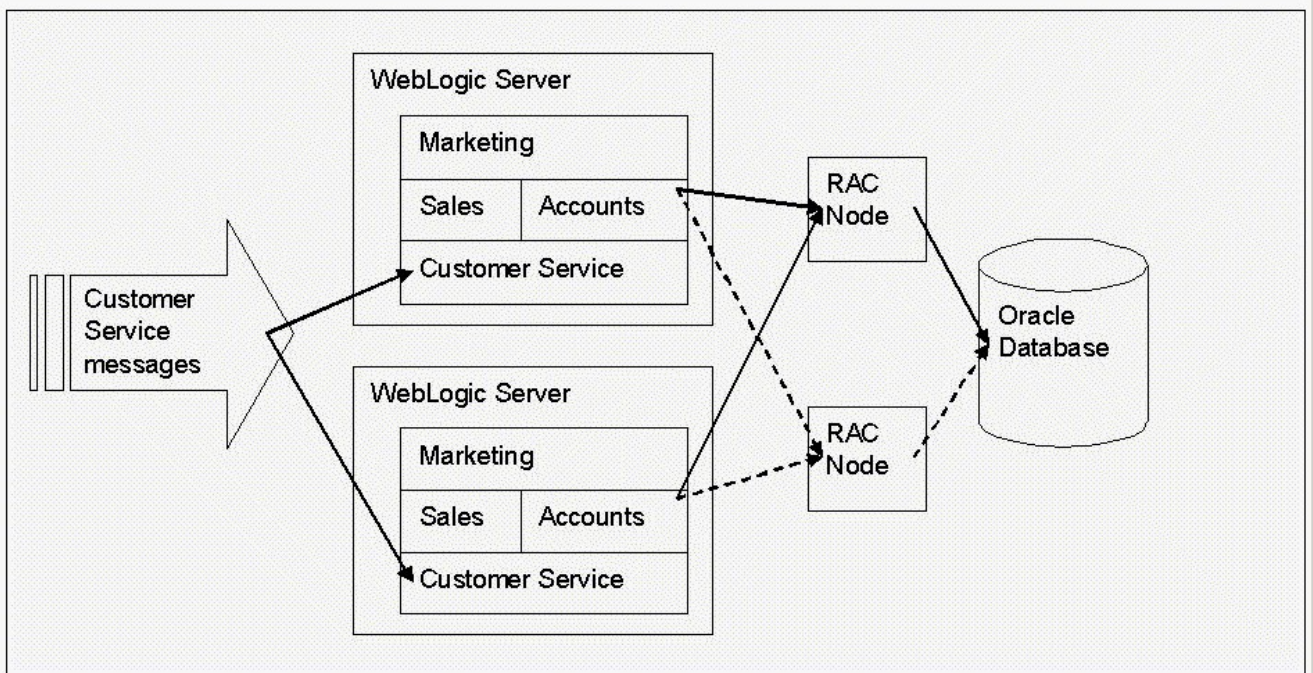 Customer
Service
messages
WebLogic Server
Marketing
Sales
Accounts
Customer Service
WebLogic Server
Marketing
Sales
Accounts
Customer Service
RAC
Node
RAC
Node
Oracle
Database